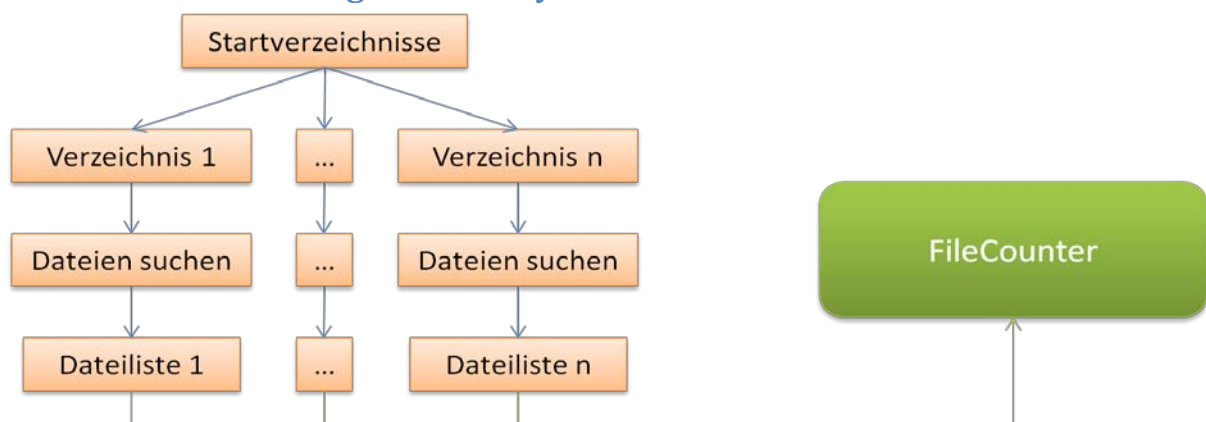 Startverzeichnisse
Verzeichnis 1
...
Verzeichnis n
Dateien suchen
...
Dateien suchen
FileCounter
Dateiliste 1
...
Dateiliste n